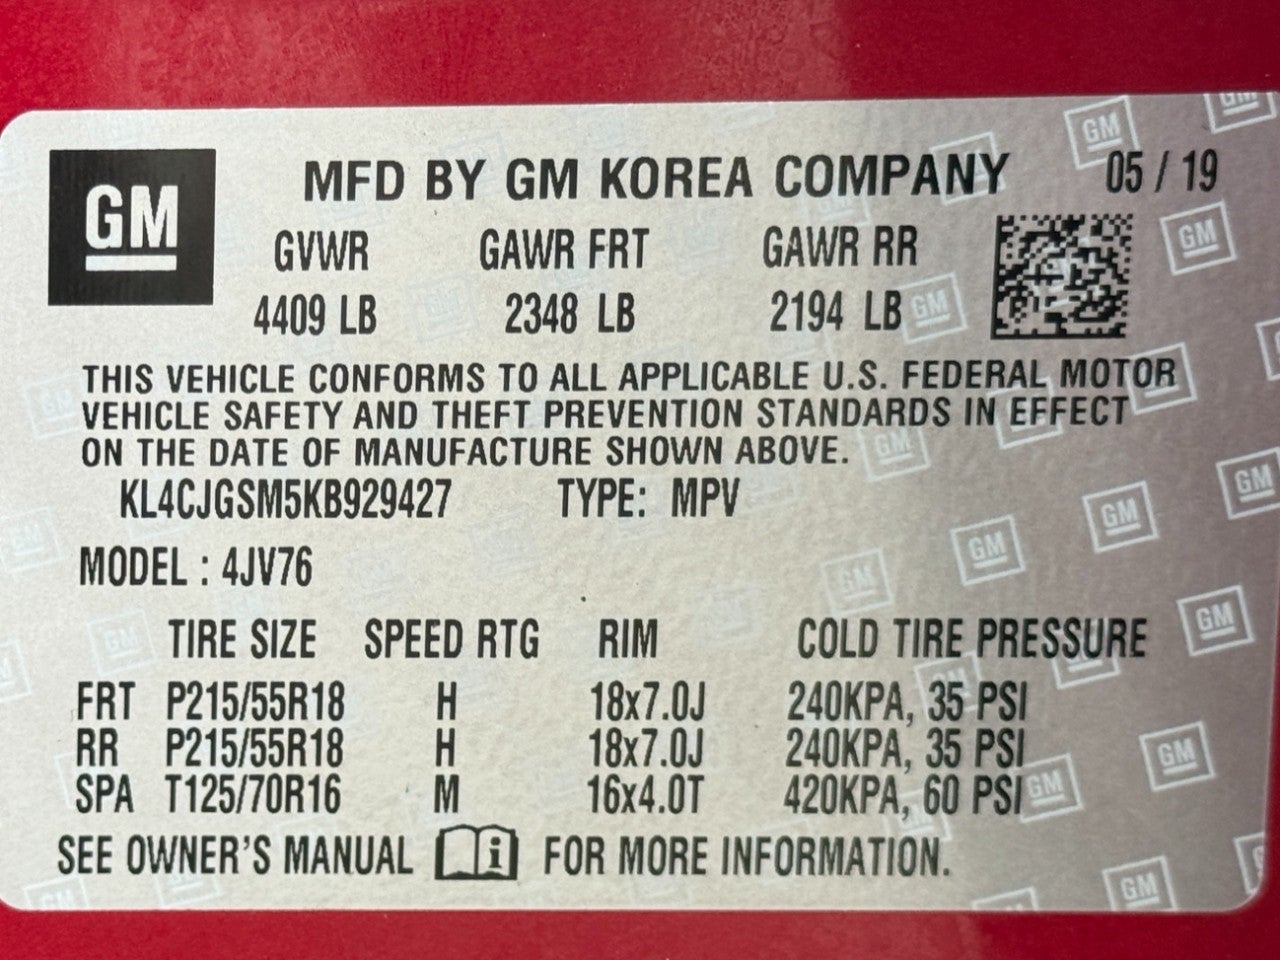 GM MFD BY GM KOREA COMPANY 05 / 19
GVWR GAWR FRT GAWR RR
4409 LB 2348 LB 2194 LB
THIS VEHICLE CONFORMS TO ALL APPLICABLE U.S. FEDERAL MOTOR
VEHICLE SAFETY AND THEFT PREVENTION STANDARDS IN EFFECT
ON THE DATE OF MANUFACTURE SHOWN ABOVE.
KL4CJGSM5KB929427 TYPE: MPV
MODEL : 4JV76
TIRE SIZE SPEED RTG RIM COLD TIRE PRESSURE
FRT P215/55R18 H 18x7.0J 240KPA, 35 PSI
RR P215/55R18 H 18x7.0J 240KPA, 35 PSI
SPA T125/70R16 M 16x4.0T 420KPA, 60 PSI
SEE OWNER'S MANUAL i FOR MORE INFORMATION.